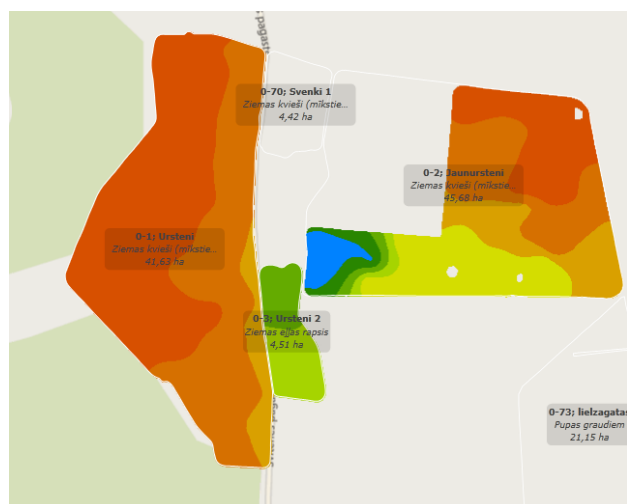 pagast
0-70; Svenki 1
Ziemas kvieši (mīkstie...
4,42 ha
0-2; Jaunursteni
Ziemas kvieši (mīkstie...
45,68 ha
0-1; Ursteni
Ziemas kvieši (mīkstie...
41,63 ha
0-3; Ursteni 2
Ziemas eļļas rapsis
4,51 ha
0-73; lielzagatas
Pupas graudiem
21,15 ha